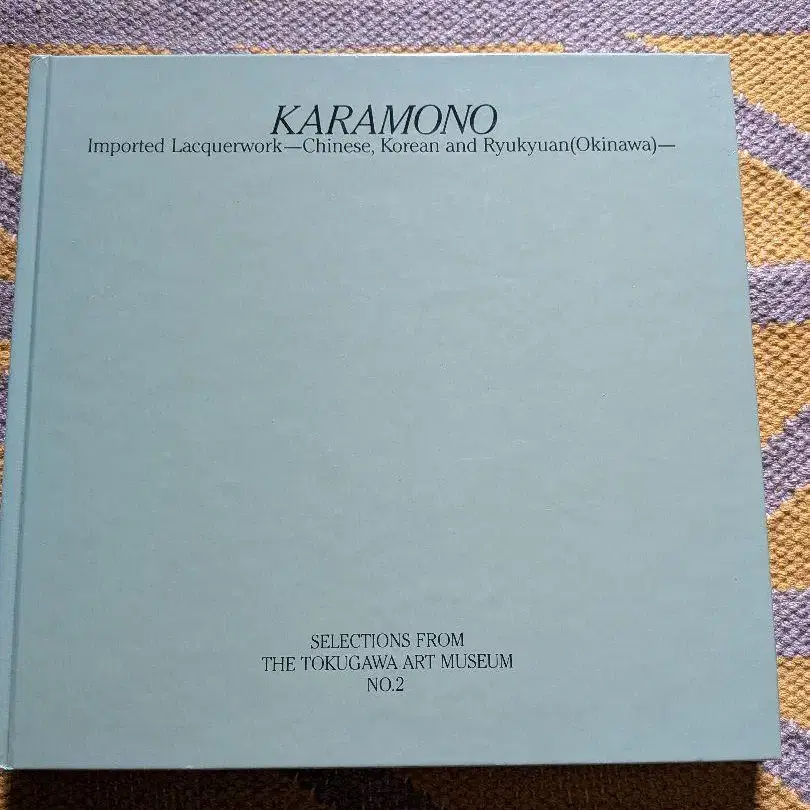 KARAMONO
Imported Lacquerwork—Chinese, Korean and Ryukyuan(Okinawa)—
SELECTIONS FROM
THE TOKUGAWA ART MUSEUM
NO.2